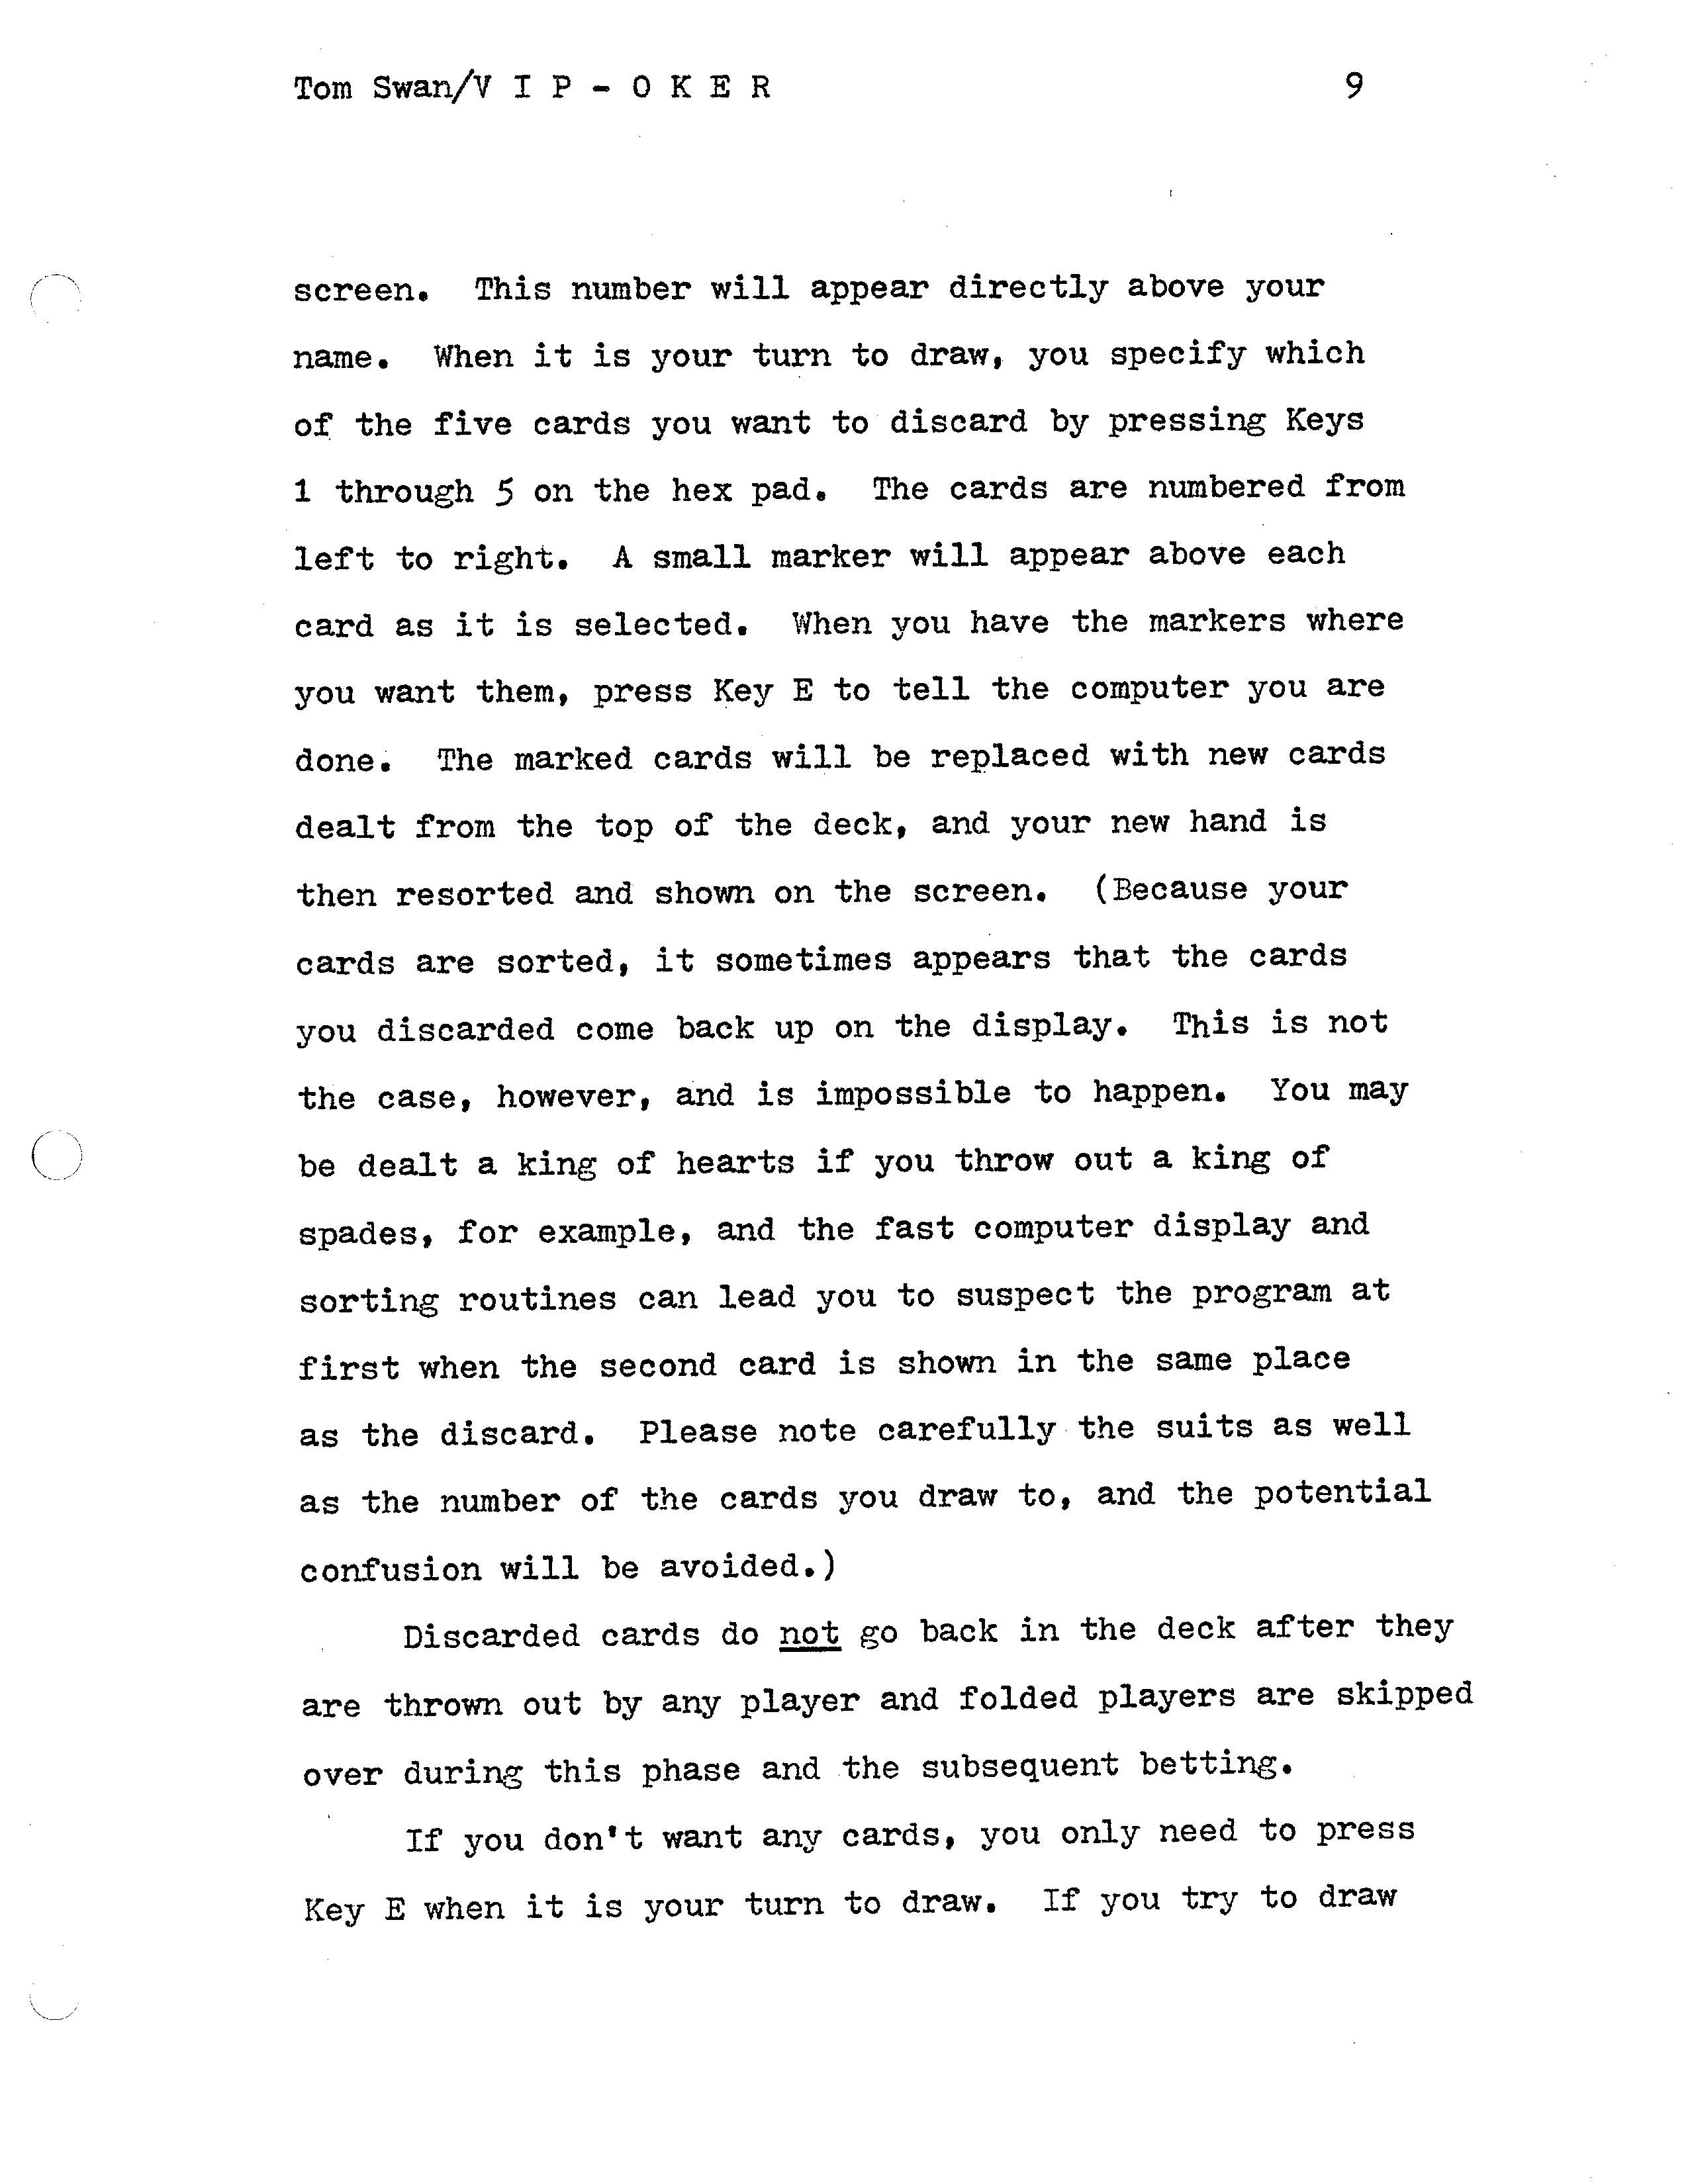 Tom Swan/V I P - O K E R 9
screen.  This number will appear directly above your
name.  When it is your turn to draw, you specify which
of the five cards you want to discard by pressing Keys
1 through 5 on the hex pad.  The cards are numbered from
left to right.  A small marker will appear above each
card as it is selected.  When you have the markers where
you want them, press Key E to tell the computer you are
done.  The marked cards will be replaced with new cards
dealt from the top of the deck, and your new hand is
then resorted and shown on the screen.  (Because your
cards are sorted, it sometimes appears that the cards
you discarded come back up on the display.  This is not
the case, however, and is impossible to happen.  You may
be dealt a king of hearts if you throw out a king of
spades, for example, and the fast computer display and
sorting routines can lead you to suspect the program at
first when the second card is shown in the same place
as the discard.  Please note carefully the suits as well
as the number of the cards you draw to, and the potential
confusion will be avoided.)
Discarded cards do not go back in the deck after they
are thrown out by any player and folded players are skipped
over during this phase and the subsequent betting.
If you don't want any cards, you only need to press
Key E when it is your turn to draw.  If you try to draw